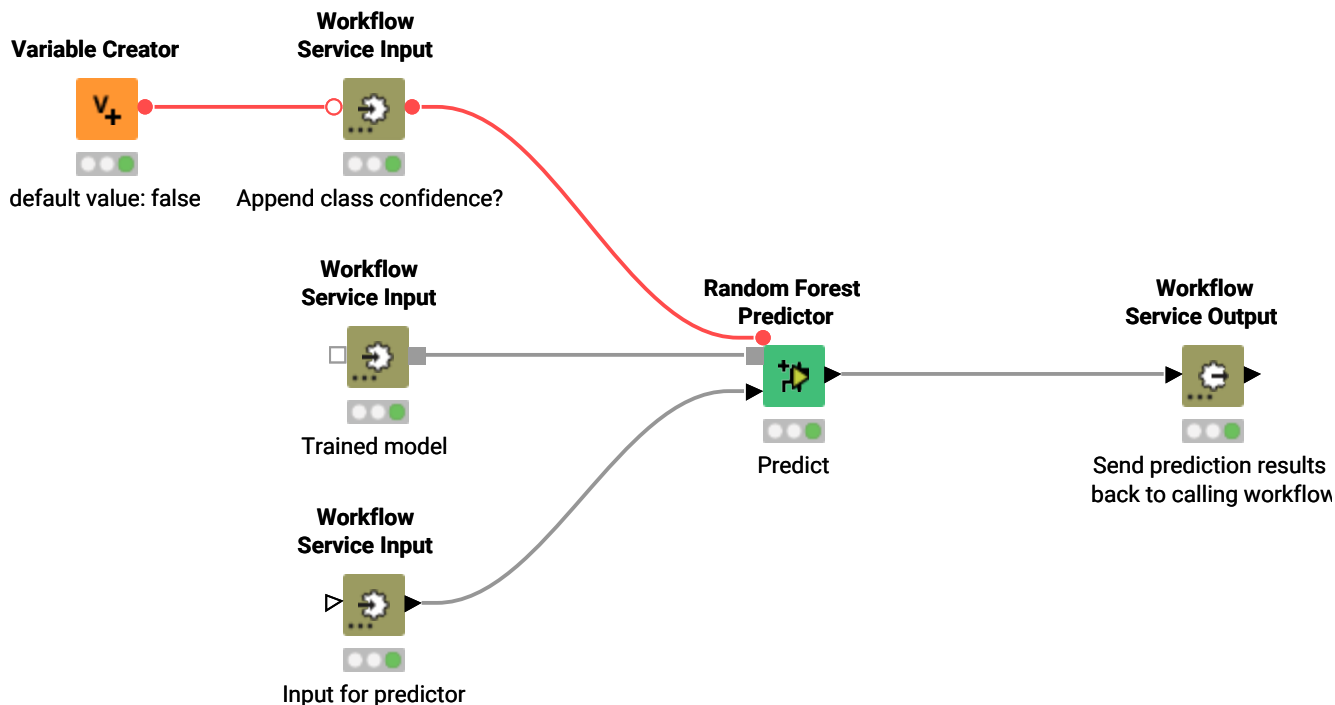 Workflow
Service Input
Variable Creator
V+
default value: false
Append class confidence?
Workflow
Service Input
Trained model
Random Forest
Predictor
Predict
Workflow
Service Output
Send prediction results
back to calling workflow
Workflow
Service Input
Input for predictor